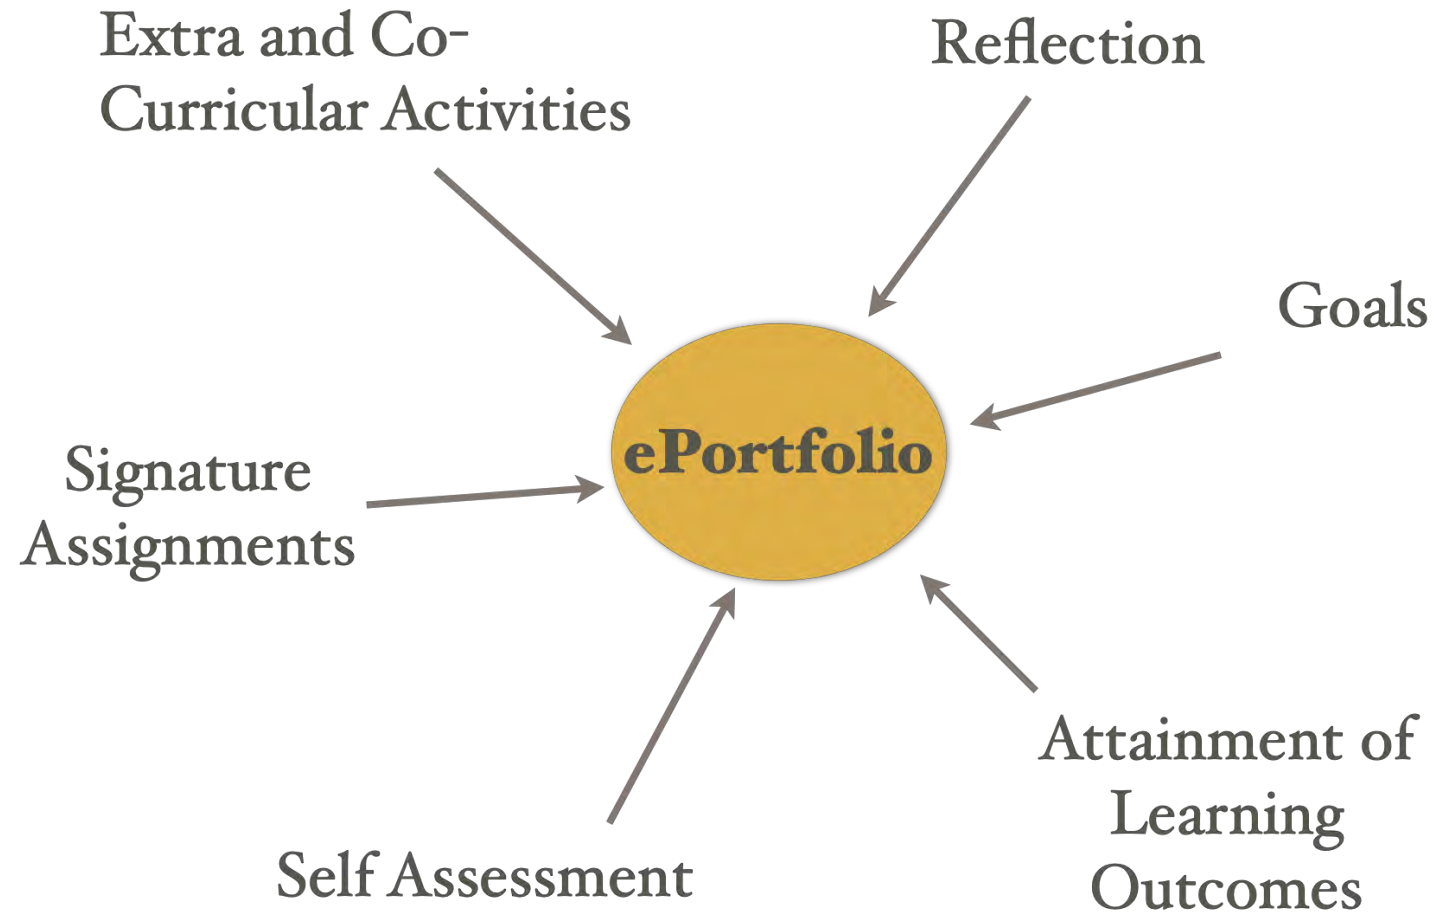 Extra and Co-
Curricular Activities
Reflection
Goals
ePortfolio
Signature
Assignments
Attainment of
Learning
Outcomes
Self Assessment